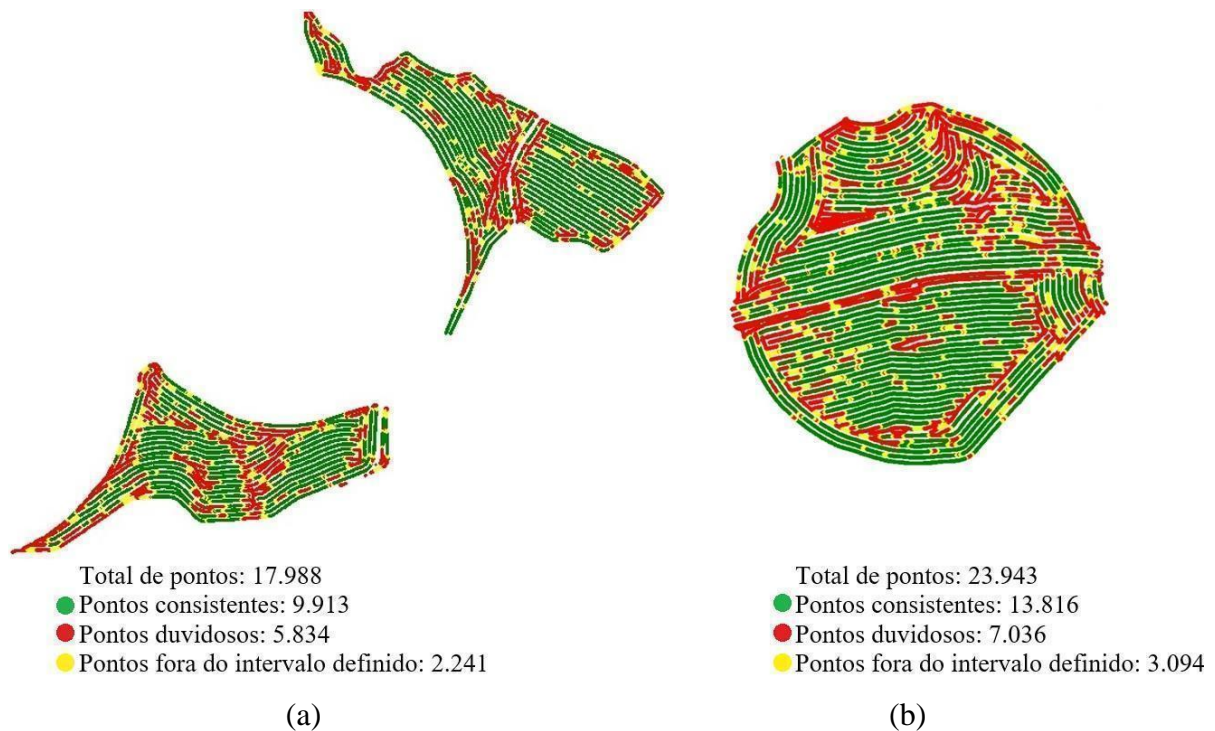 Total de pontos: 17.988
Pontos consistentes: 9.913
Pontos duvidosos: 5.834
Pontos fora do intervalo definido: 2.241
(a)
Total de pontos: 23.943
Pontos consistentes: 13.816
Pontos duvidosos: 7.036
Pontos fora do intervalo definido: 3.094
(b)